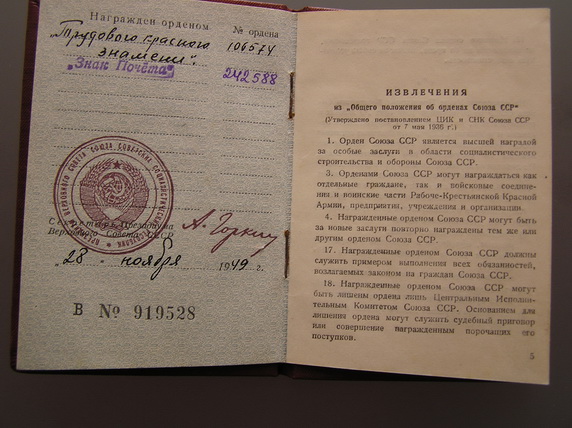 Награжден орденом
№ ордена
„Трудового красного
знамени".
106574
„Знак Почёта"
242588
Секретарь Президиума
Верховного Совета СССР
А. Горкин
„28" ноября 1949 г.
В № 919528
ИЗВЛЕЧЕНИЯ
из „Общего положения об орденах Союза ССР"
(Утверждено постановлением ЦИК и СНК Союза ССР
от 7 мая 1936 г.)
1. Орден Союза ССР является высшей наградой
за особые заслуги в области социалистического
строительства и обороны Союза ССР.
3. Орденами Союза ССР могут награждаться как
отдельные граждане, так и войсковые соедине-
ния и воинские части Рабоче-Крестьянской Красной
Армии, предприятия, учреждения и организации.
4. Награжденные орденом Союза ССР могут быть
за новые заслуги повторно награждены тем же или
другим орденом Союза ССР.
17. Награжденные орденом Союза ССР должны
служить примером выполнения всех обязанностей,
возлагаемых законом на граждан Союза ССР.
18. Награжденные орденом Союза ССР могут
быть лишены ордена лишь Центральным Исполни-
тельным Комитетом Союза ССР. Основанием для
лишения ордена могут служить судебный приговор
или совершение награжденным порочащих его
поступков.
5